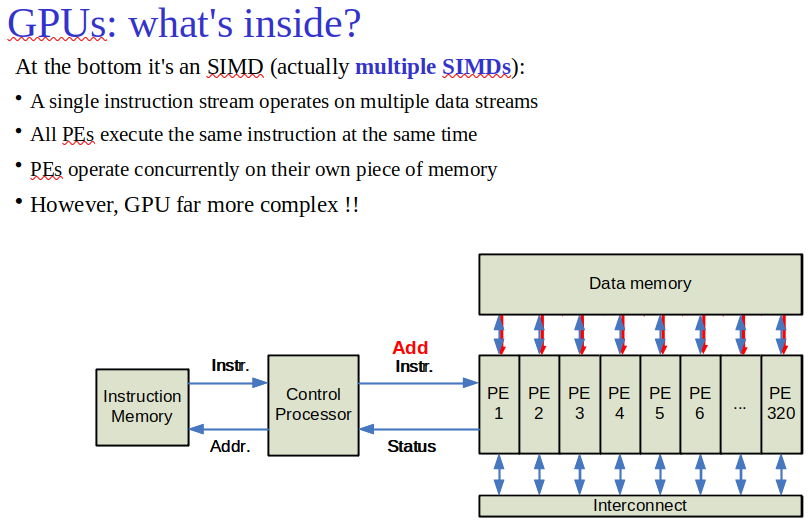 GPUs: what's inside?
At the bottom it's an SIMD (actually multiple SIMDs):
• A single instruction stream operates on multiple data streams
• All PEs execute the same instruction at the same time
• PEs operate concurrently on their own piece of memory
• However, GPU far more complex !!
Data memory
Add
Instr.
Instr.
Instruction
Memory
Control
Processor
Addr.
Status
PE
1
PE
2
PE
3
PE
4
PE
5
PE
6
...
PE
320
Interconnect